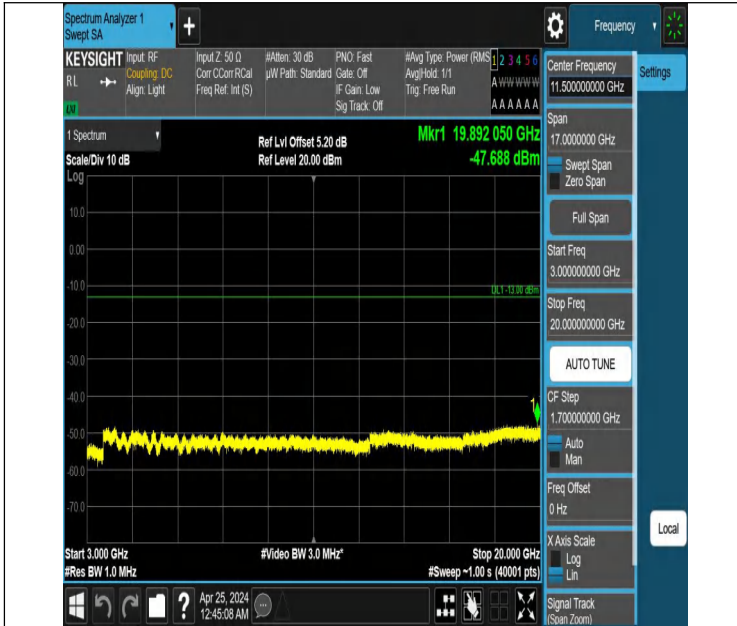 Spectrum Analyzer 1
Swept SA
+
Frequency
KEYSIGHT
RL
Input: RF
Coupling: DC
Align: Light
Input Z: 50 Ω
Corr CCorr RCal
Freq Ref: Int (S)
#Atten: 30 dB
µW Path: Standard
PNO: Fast
Gate: Off
IF Gain: Low
Sig Track: Off
#Avg Type: Power (RMS
Avg|Hold: 1/1
Trig: Free Run
1 2 3 4 5 6
A W W W W W
A A A A A A
1 Spectrum
Scale/Div 10 dB
Ref Lvl Offset 5.20 dB
Ref Level 20.00 dBm
Mkr1 19.892 050 GHz
-47.688 dBm
Log
10.0
0.00
-10.0
DL1 -13.00 dBm
-20.0
-30.0
-40.0
1
-50.0
-60.0
-70.0
Start 3.000 GHz
#Res BW 1.0 MHz
#Video BW 3.0 MHz*
Stop 20.000 GHz
#Sweep ~1.00 s (40001 pts)
Center Frequency
11.500000000 GHz
Span
17.0000000 GHz
Swept Span
Zero Span
Full Span
Start Freq
3.000000000 GHz
Stop Freq
20.000000000 GHz
AUTO TUNE
CF Step
1.700000000 GHz
Auto
Man
Freq Offset
0 Hz
X Axis Scale
Log
Lin
Signal Track
(Span Zoom)
Settings
Local
?
Apr 25, 2024
12:45:08 AM